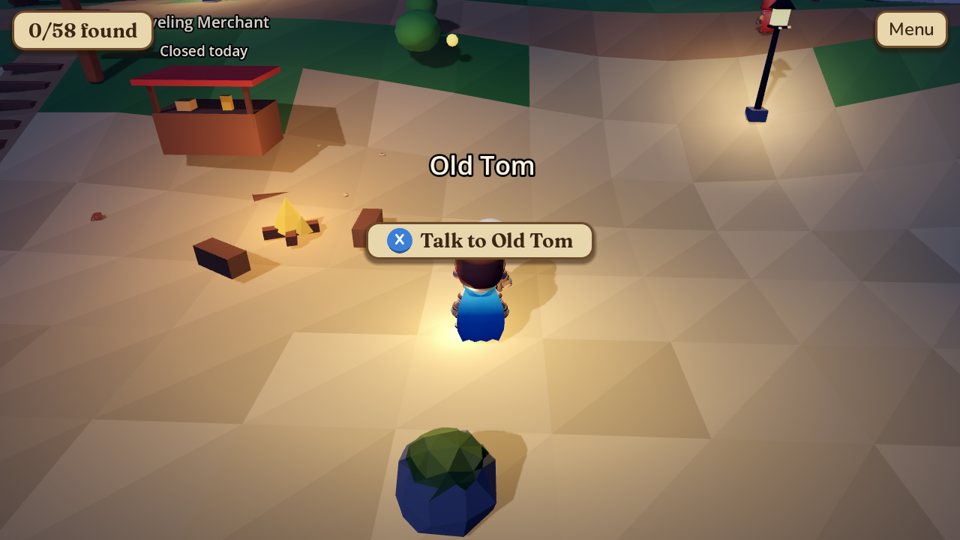 0/58 found
veling Merchant
Closed today
Menu
Old Tom
X Talk to Old Tom